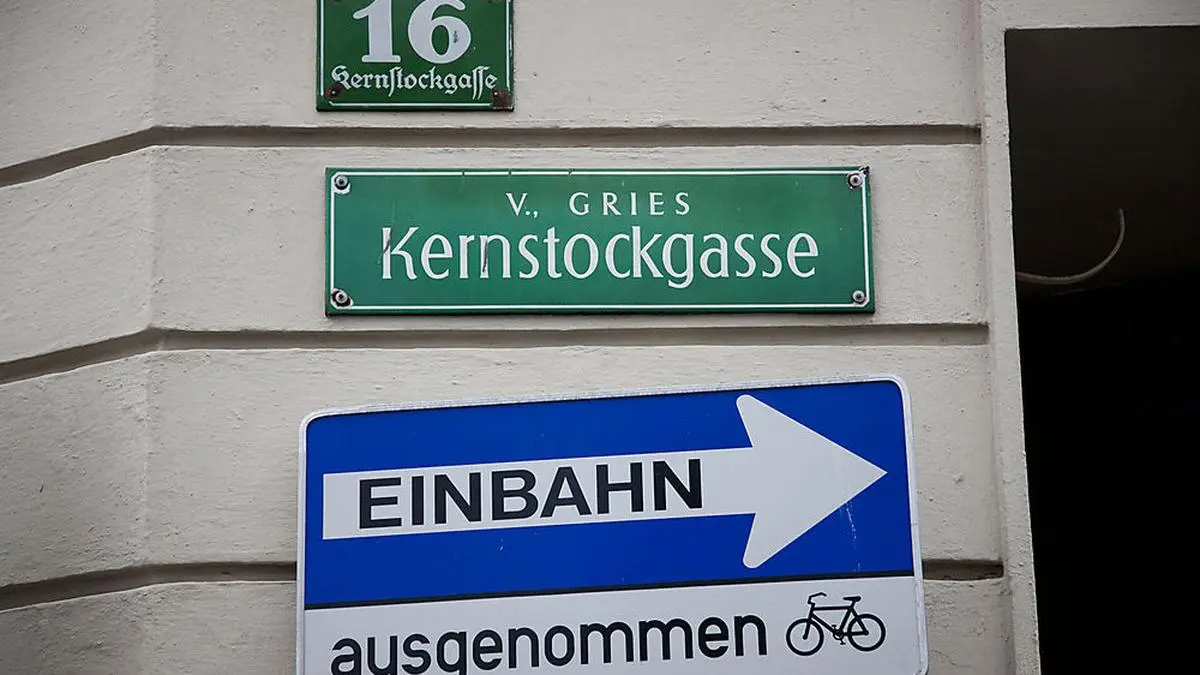 16
Kernstockgasse
V., GRIES
Kernstockgasse
EINBAHN
ausgenommen